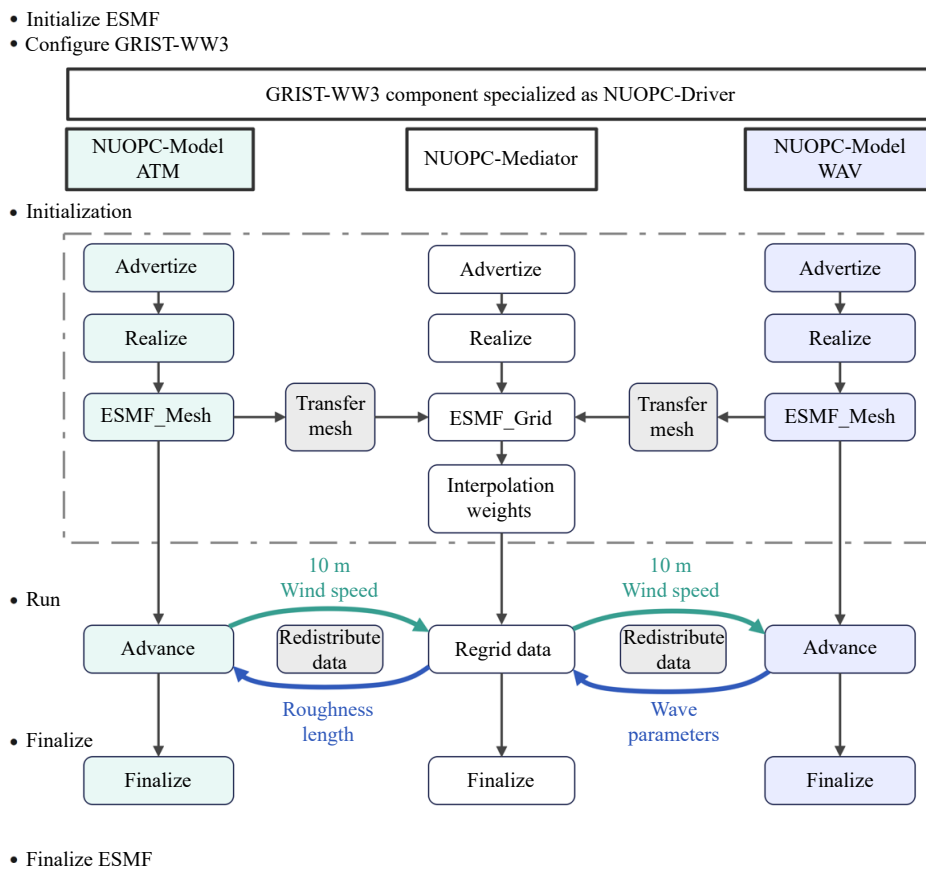 • Initialize ESMF
• Configure GRIST-WW3
GRIST-WW3 component specialized as NUOPC-Driver
NUOPC-Model
ATM
NUOPC-Mediator
NUOPC-Model
WAV
• Initialization
Advertize
Advertize
Advertize
Realize
Realize
Realize
ESMF_Mesh
Transfer
mesh
ESMF_Grid
Transfer
mesh
ESMF_Mesh
Interpolation
weights
10 m
Wind speed
10 m
Wind speed
• Run
Advance
Redistribute
data
Regrid data
Redistribute
data
Advance
Roughness
length
Wave
parameters
• Finalize
Finalize
Finalize
Finalize
• Finalize ESMF